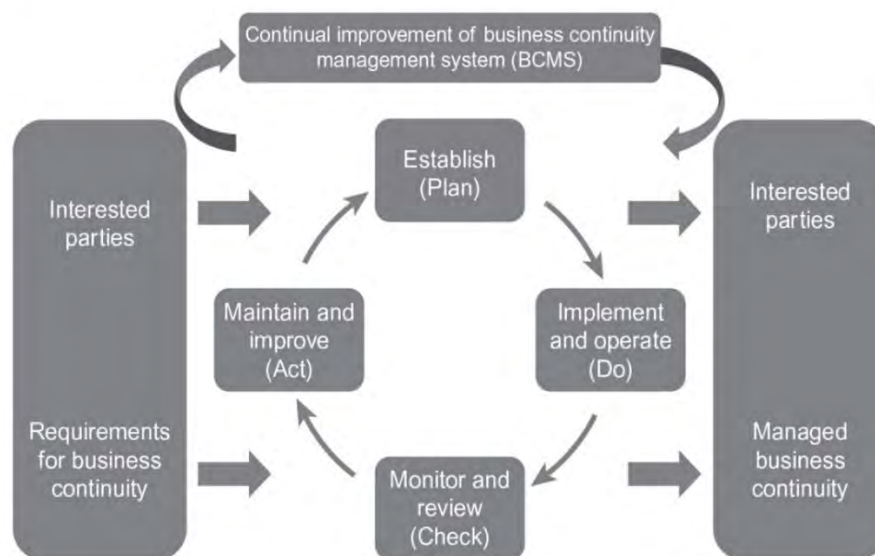 Continual improvement of business continuity
management system (BCMS)
Establish
(Plan)
Interested
parties
Interested
parties
Maintain and
improve
(Act)
Implement
and operate
(Do)
Requirements
for business
continuity
Managed
business
continuity
Monitor and
review
(Check)